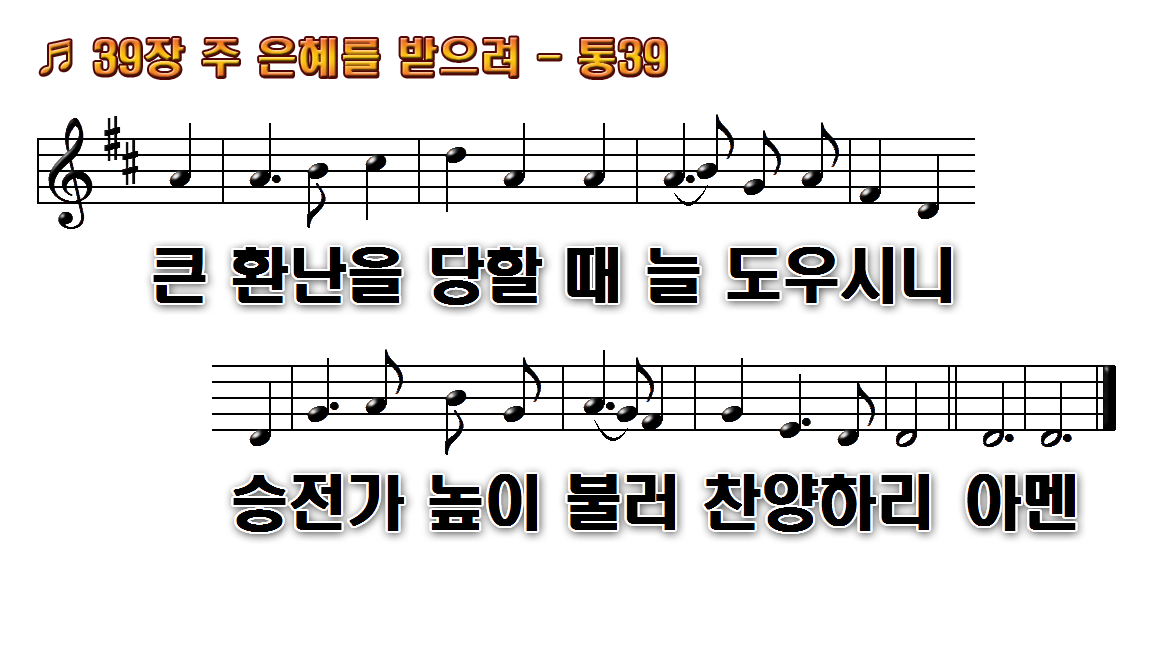 39장 주 은혜를 받으려 - 통39
큰 환난을 당할 때 늘 도우시니
승전가 높이 불러 찬양하리 아멘